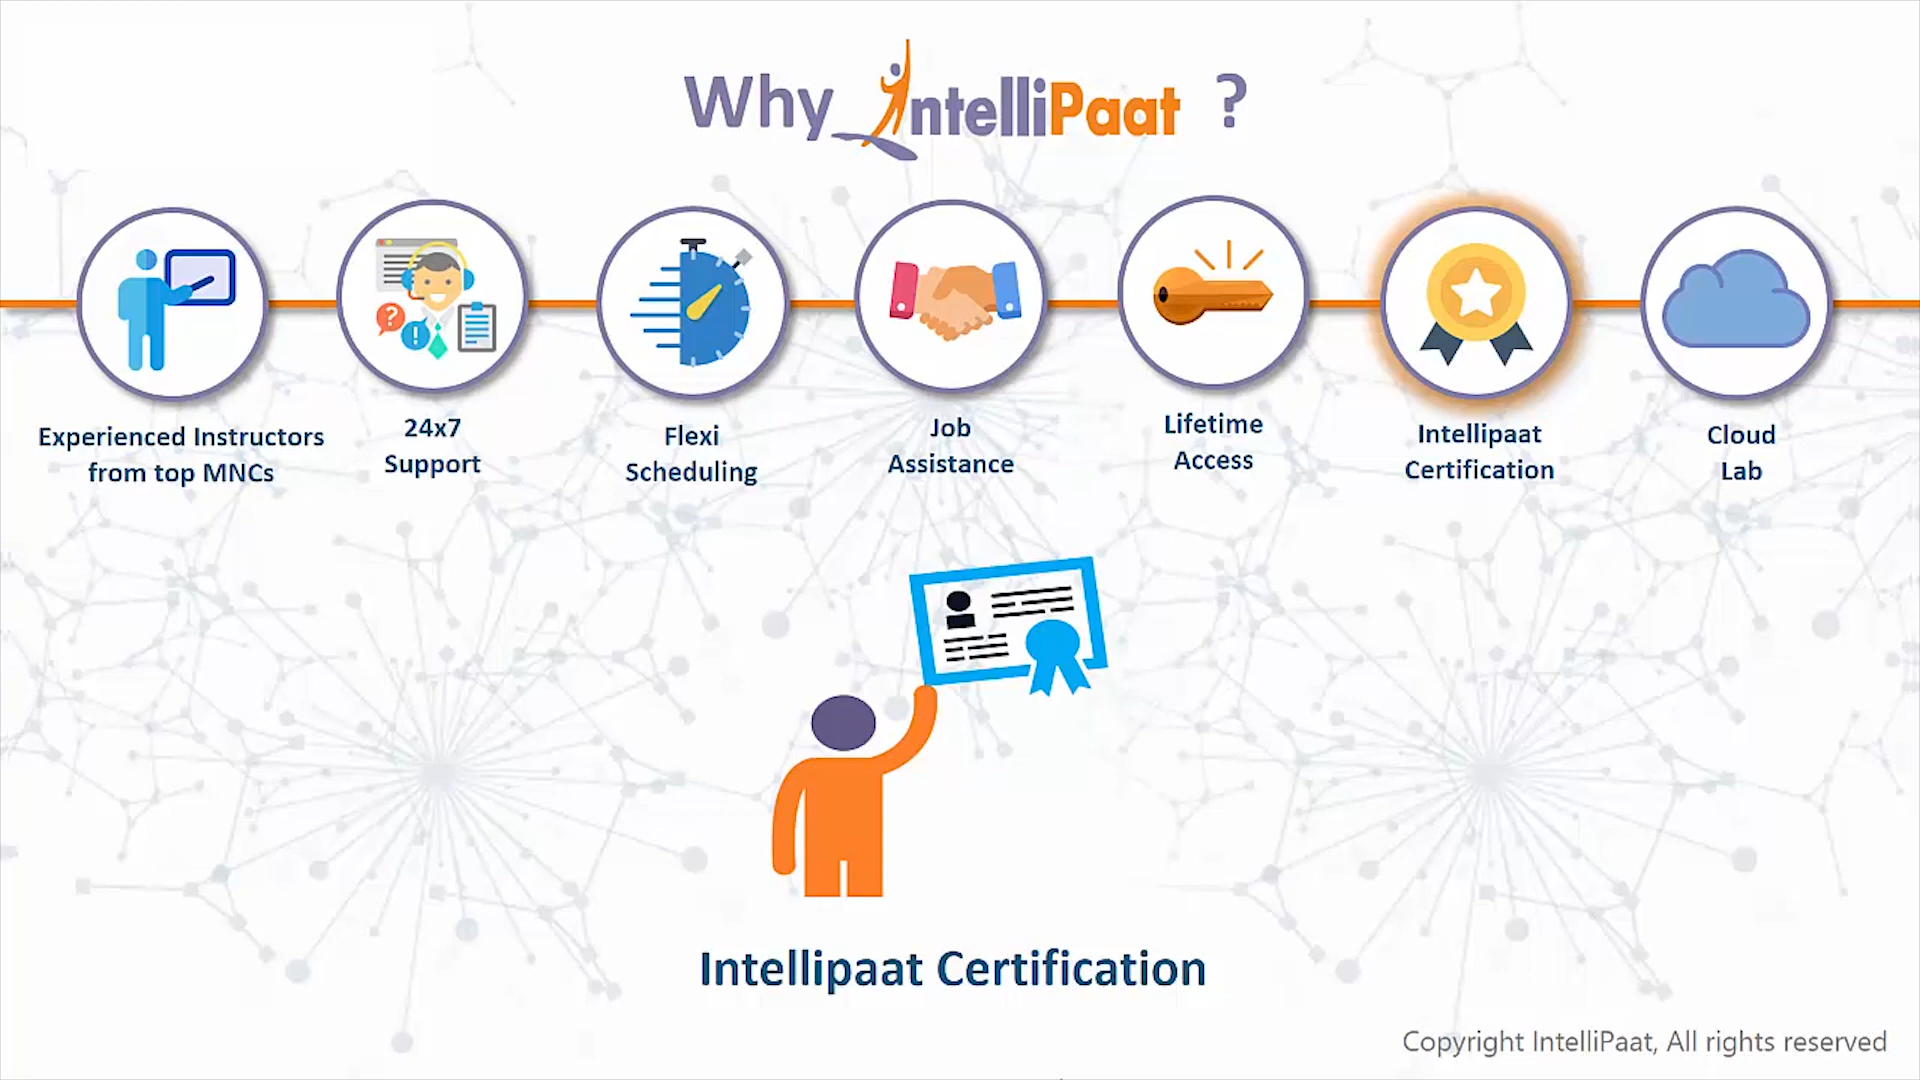 Why IntelliPaat ?
Experienced Instructors
from top MNCs
24x7
Support
Flexi
Scheduling
Job
Assistance
Lifetime
Access
Intellipaat
Certification
Cloud
Lab
Intellipaat Certification
Copyright IntelliPaat, All rights reserved